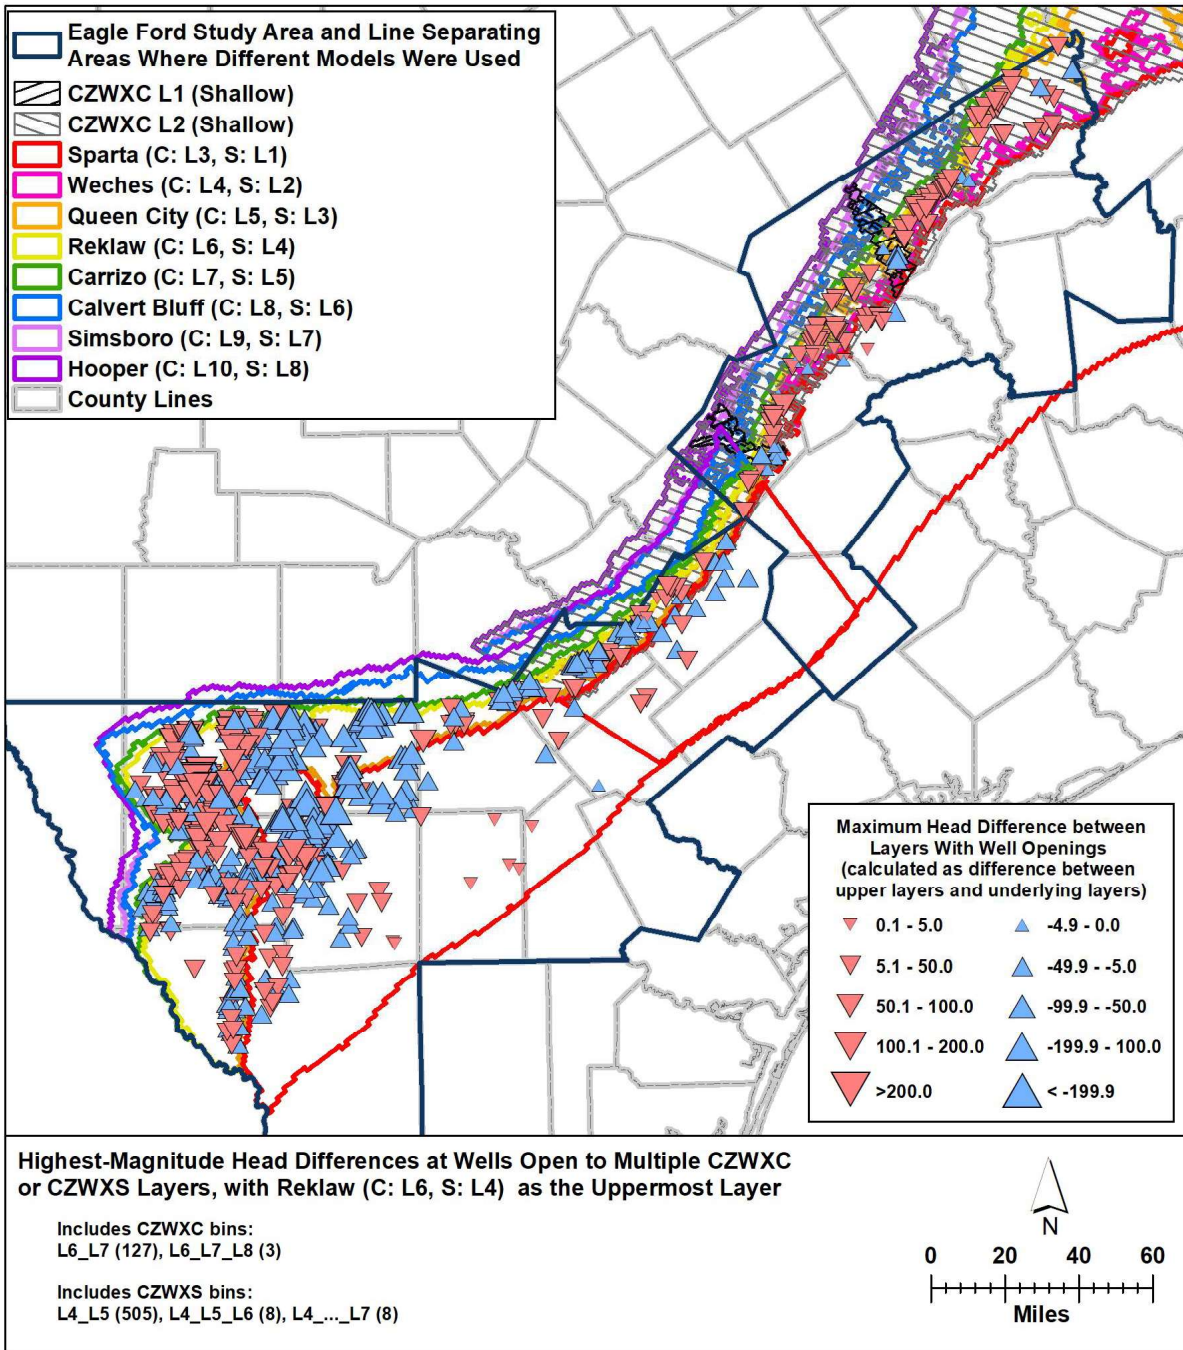 Eagle Ford Study Area and Line Separating
Areas Where Different Models Were Used
CZWXC L1 (Shallow)
CZWXC L2 (Shallow)
Sparta (C: L3, S: L1)
Weches (C: L4, S: L2)
Queen City (C: L5, S: L3)
Reklaw (C: L6, S: L4)
Carrizo (C: L7, S: L5)
Calvert Bluff (C: L8, S: L6)
Simsboro (C: L9, S: L7)
Hooper (C: L10, S: L8)
County Lines
Maximum Head Difference between
Layers With Well Openings
(calculated as difference between
upper layers and underlying layers)
0.1 - 5.0
-4.9 - 0.0
5.1 - 50.0
-49.9 - -5.0
50.1 - 100.0
-99.9 - -50.0
100.1 - 200.0
-199.9 - 100.0
>200.0
< -199.9
Highest-Magnitude Head Differences at Wells Open to Multiple CZWXC
or CZWXS Layers, with Reklaw (C: L6, S: L4) as the Uppermost Layer
Includes CZWXC bins:
L6_L7 (127), L6_L7_L8 (3)
Includes CZWXS bins:
L4_L5 (505), L4_L5_L6 (8), L4_..._L7 (8)
N
0 20 40 60
Miles